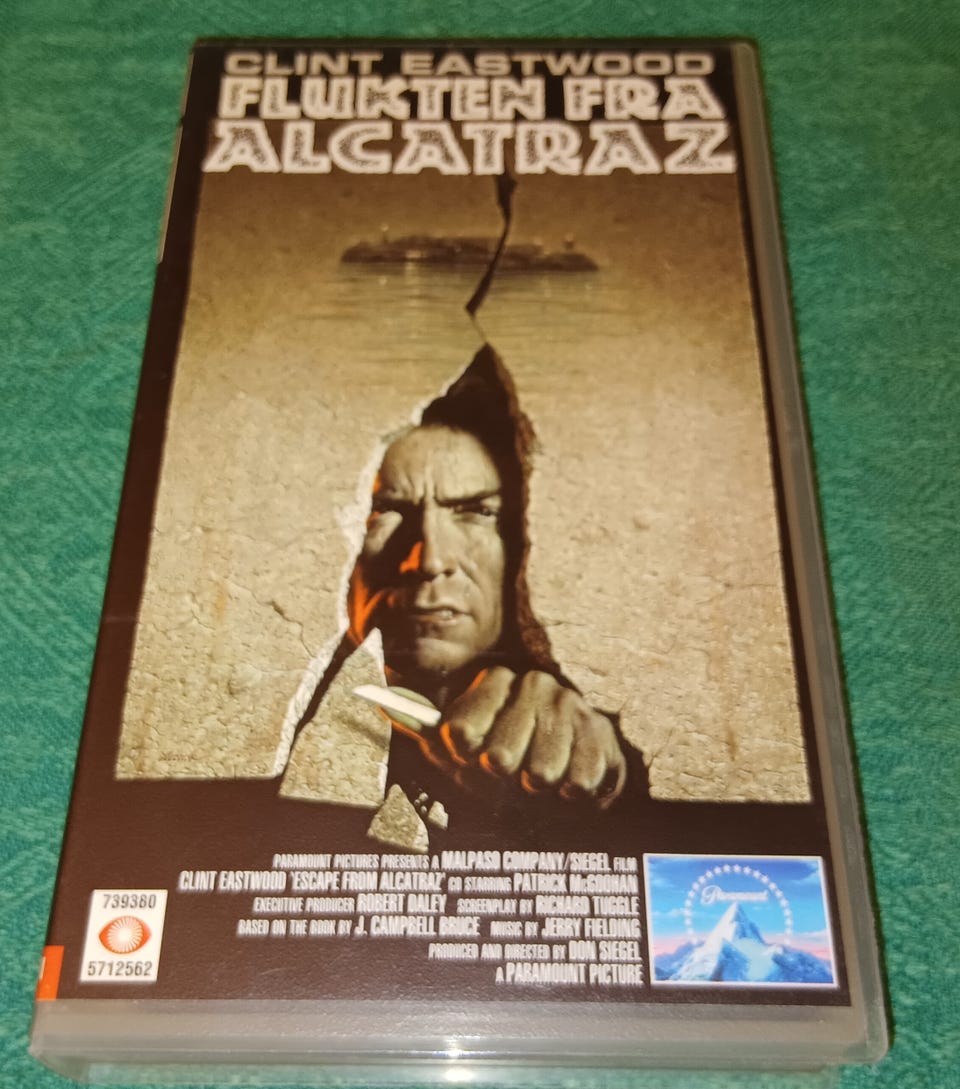 CLINT EASTWOOD
FLUKTEN FRA
ALCATRAZ
PARAMOUNT PICTURES PRESENTS A MALPASO COMPANY/SIEGEL FILM
CLINT EASTWOOD 'ESCAPE FROM ALCATRAZ' CO STARRING PATRICK McGOOHAN
EXECUTIVE PRODUCER ROBERT DALEY SCREENPLAY BY RICHARD TUGGLE
BASED ON THE BOOK BY J. CAMPBELL BRUCE MUSIC BY JERRY FIELDING
PRODUCED AND DIRECTED BY DON SIEGEL
A PARAMOUNT PICTURE
Paramount
739380
5712562